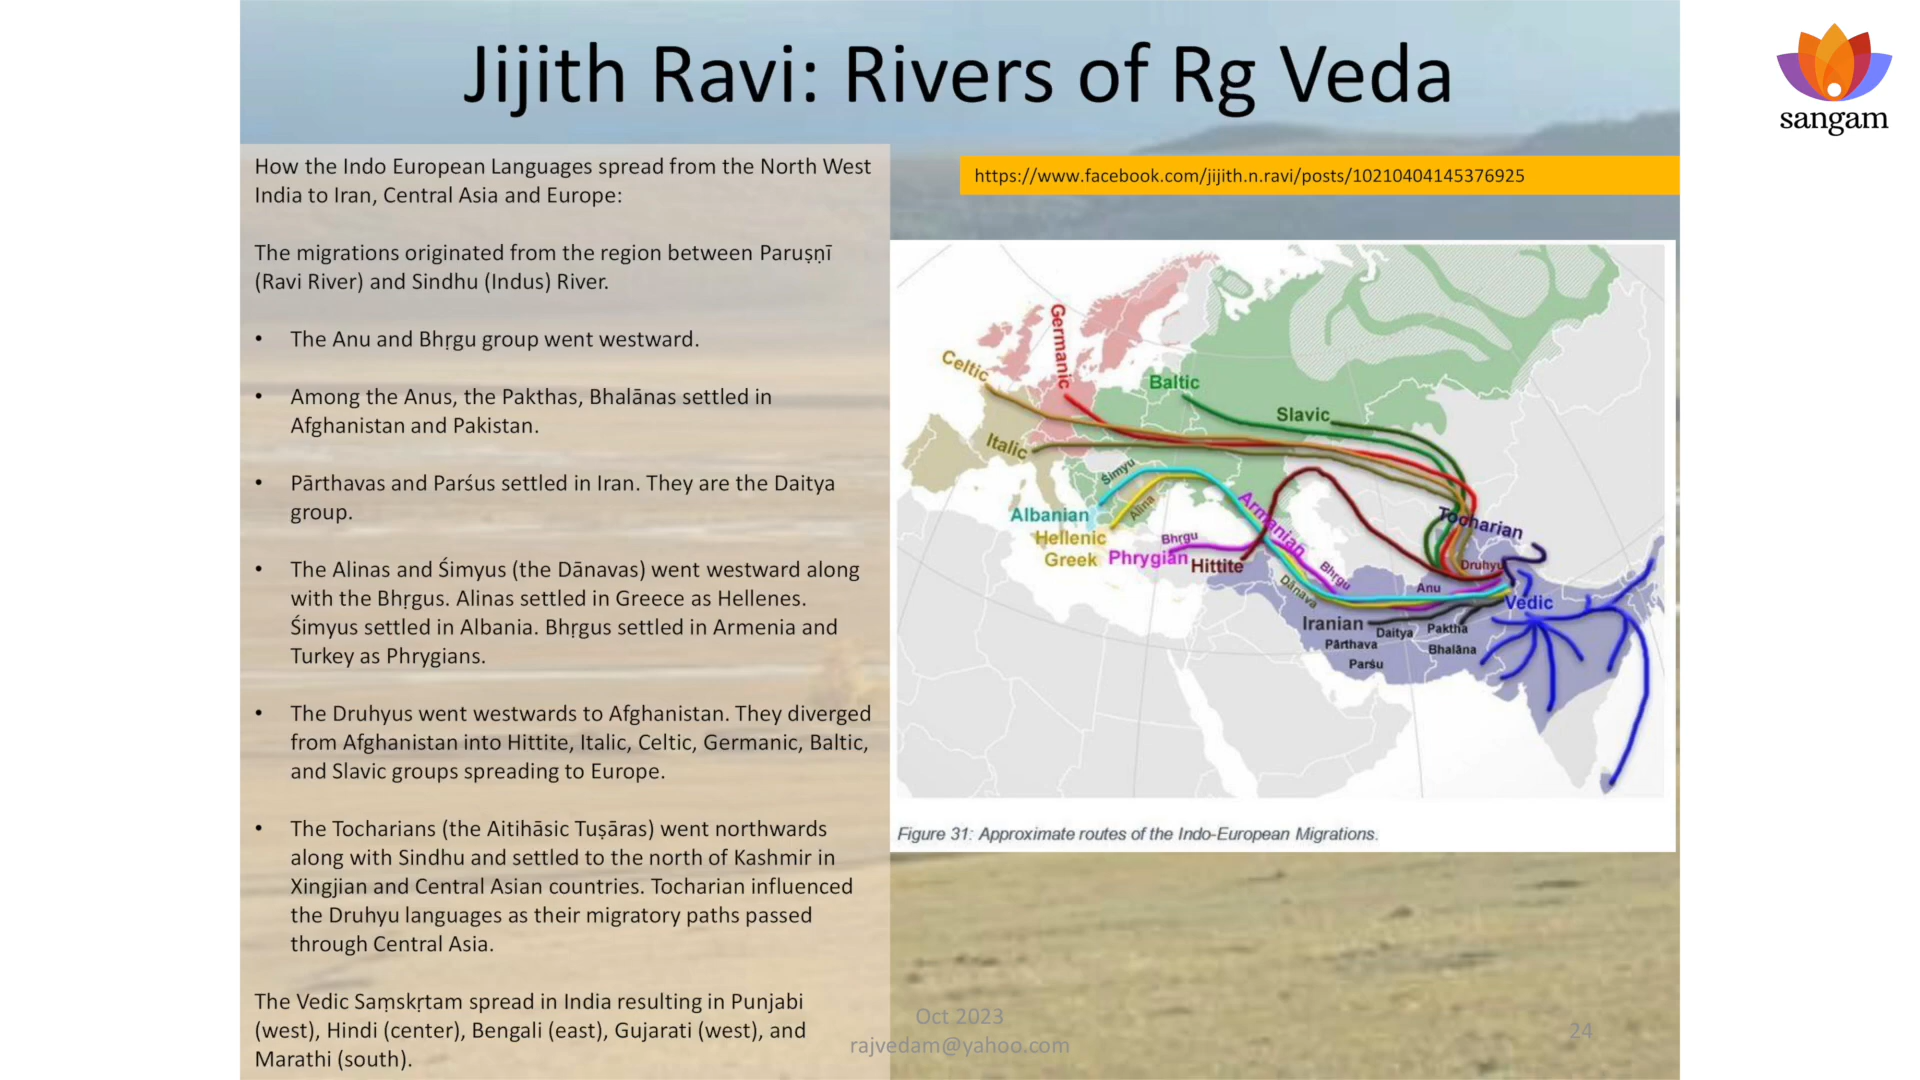 Jijith Ravi: Rivers of Rg Veda
sangam
How the Indo European Languages spread from the North West
India to Iran, Central Asia and Europe:
The migrations originated from the region between Paruṣṇī
(Ravi River) and Sindhu (Indus) River.
• The Anu and Bhṛgu group went westward.
• Among the Anus, the Pakthas, Bhalānas settled in
Afghanistan and Pakistan.
• Pārthavas and Parśus settled in Iran. They are the Daitya
group.
• The Alinas and Śimyus (the Dānavas) went westward along
with the Bhṛgus. Alinas settled in Greece as Hellenes.
Śimyus settled in Albania. Bhṛgus settled in Armenia and
Turkey as Phrygians.
• The Druhyus went westwards to Afghanistan. They diverged
from Afghanistan into Hittite, Italic, Celtic, Germanic, Baltic,
and Slavic groups spreading to Europe.
• The Tocharians (the Aitihāsic Tuṣāras) went northwards
along with Sindhu and settled to the north of Kashmir in
Xingjian and Central Asian countries. Tocharian influenced
the Druhyu languages as their migratory paths passed
through Central Asia.
The Vedic Saṃskṛtam spread in India resulting in Punjabi
(west), Hindi (center), Bengali (east), Gujarati (west), and
Marathi (south).
https://www.facebook.com/jijith.n.ravi/posts/10210404145376925
Germanic
Celtic
Baltic
Slavic
Italic
Śimyu
Alina
Albanian
Hellenic
Greek
Bhrgu
Phrygian
Hittite
Armanian
Bhrgu
Dānava
Tocharian
Druhyu
Anu
Vedic
Iranian
Daitya
Paktha
Pārthava
Bhalāna
Parśu
Figure 31: Approximate routes of the Indo-European Migrations.
Oct 2023
rajvedam@yahoo.com
24